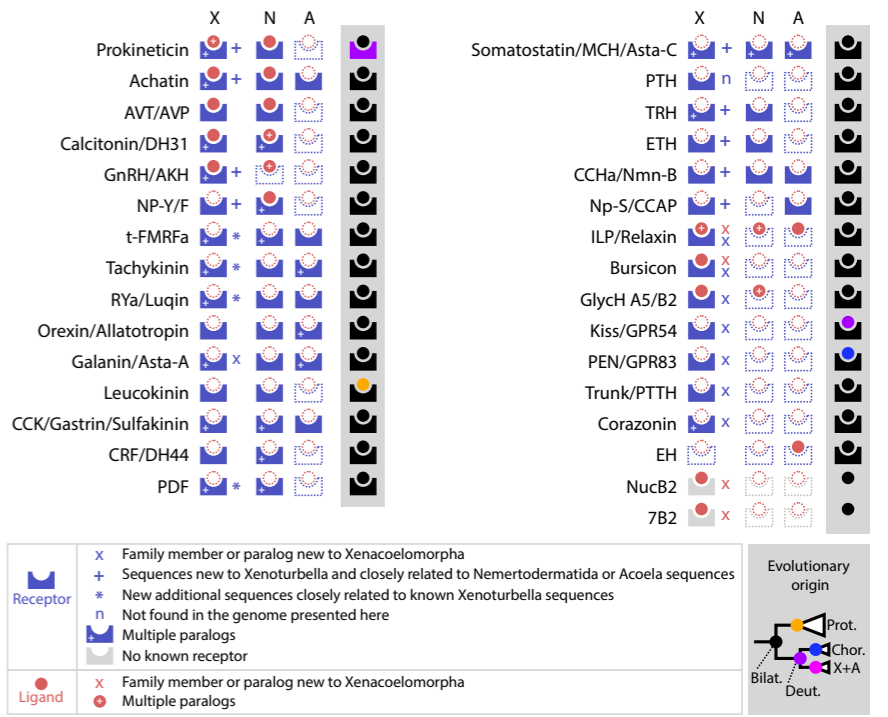 X N A
Prokineticin +
Achatin +
AVT/AVP
Calcitonin/DH31
GnRH/AKH +
NP-Y/F +
t-FMRFa *
Tachykinin *
RYa/Luqin *
Orexin/Allatotropin
Galanin/Asta-A x
Leucokinin
CCK/Gastrin/Sulfakinin
CRF/DH44
PDF *
X N A
Somatostatin/MCH/Asta-C +
PTH n
TRH +
ETH +
CCHa/Nmn-B +
Np-S/CCAP +
ILP/Relaxin x x
Bursicon x x
GlycH A5/B2 x
Kiss/GPR54 x
PEN/GPR83 x
Trunk/PTTH x
Corazonin x
EH
NucB2 x
7B2 x
Receptor
x Family member or paralog new to Xenacoelomorpha
+ Sequences new to Xenoturbella and closely related to Nemertodermatida or Acoela sequences
* New additional sequences closely related to known Xenoturbella sequences
n Not found in the genome presented here
+ Multiple paralogs
No known receptor
Ligand
x Family member or paralog new to Xenacoelomorpha
+ Multiple paralogs
Evolutionary
origin
Prot.
Chor.
X+A
Bilat.
Deut.